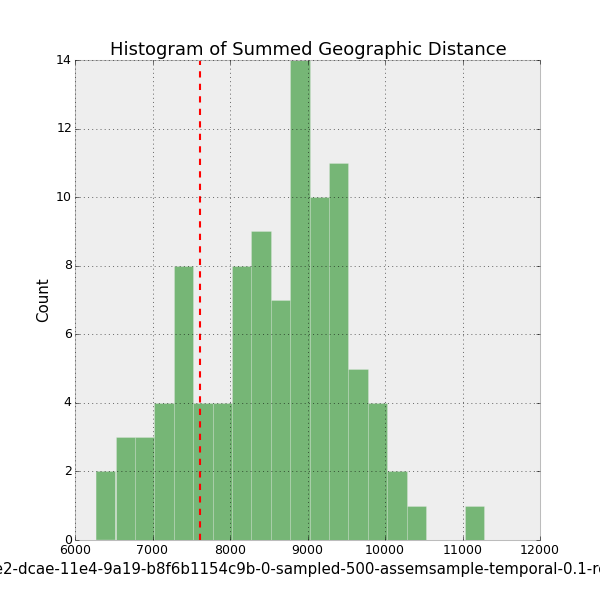 Histogram of Summed Geographic Distance
14
12
10
8
6
4
2
0
Count
6000 7000 8000 9000 10000 11000 12000
e2-dcae-11e4-9a19-b8f6b1154c9b-0-sampled-500-assemsample-temporal-0.1-re